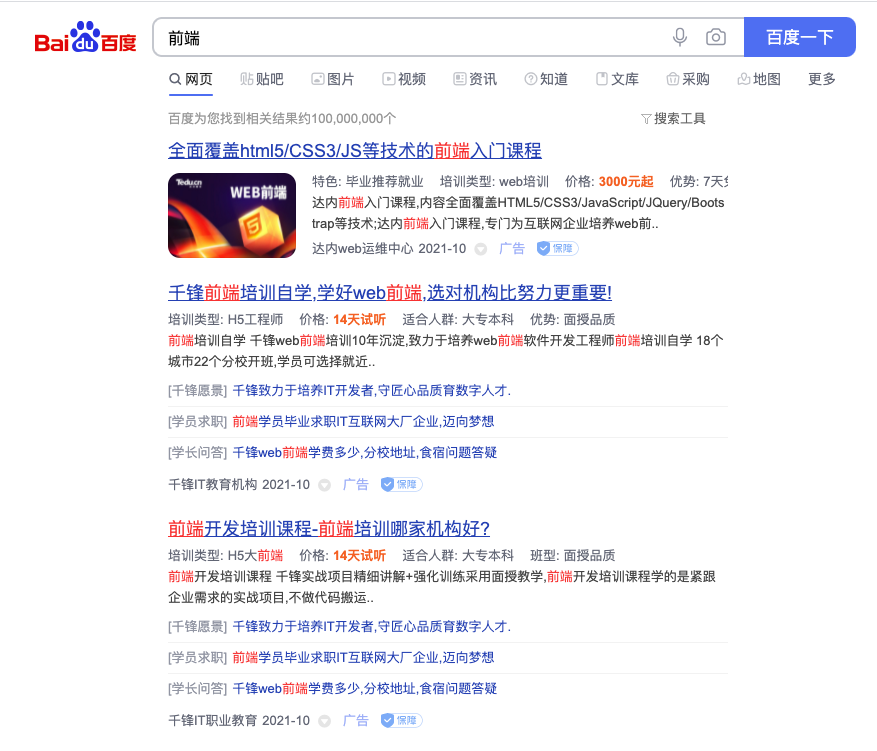 Bai du 百度
前端
百度一下
网页 贴吧 图片 视频 资讯 知道 文库 采购 地图 更多
百度为您找到相关结果约100,000,000个
搜索工具
全面覆盖html5/CSS3/JS等技术的前端入门课程
Tedu.cn
WEB前端
特色: 毕业推荐就业 培训类型: web培训 价格: 3000元起 优势: 7天
达内前端入门课程,内容全面覆盖HTML5/CSS3/JavaScript/JQuery/Boots
trap等技术;达内前端入门课程,专门为互联网企业培养web前..
达内web运维中心 2021-10 广告 保障
千锋前端培训自学,学好web前端,选对机构比努力更重要!
培训类型: H5工程师 价格: 14天试听 适合人群: 大专本科 优势: 面授品质
前端培训自学 千锋web前端培训10年沉淀,致力于培养web前端软件开发工程师前端培训自学 18个
城市22个分校开班,学员可选择就近..
[千锋愿景] 千锋致力于培养IT开发者,守匠心品质育数字人才.
[学员求职] 前端学员毕业求职IT互联网大厂企业,迈向梦想
[学长问答] 千锋web前端学费多少,分校地址,食宿问题答疑
千锋IT教育机构 2021-10 广告 保障
前端开发培训课程-前端培训哪家机构好?
培训类型: H5大前端 价格: 14天试听 适合人群: 大专本科 班型: 面授品质
前端开发培训课程 千锋实战项目精细讲解+强化训练采用面授教学,前端开发培训课程学的是紧跟
企业需求的实战项目,不做代码搬运..
[千锋愿景] 千锋致力于培养IT开发者,守匠心品质育数字人才.
[学员求职] 前端学员毕业求职IT互联网大厂企业,迈向梦想
[学长问答] 千锋web前端学费多少,分校地址,食宿问题答疑
千锋IT职业教育 2021-10 广告 保障